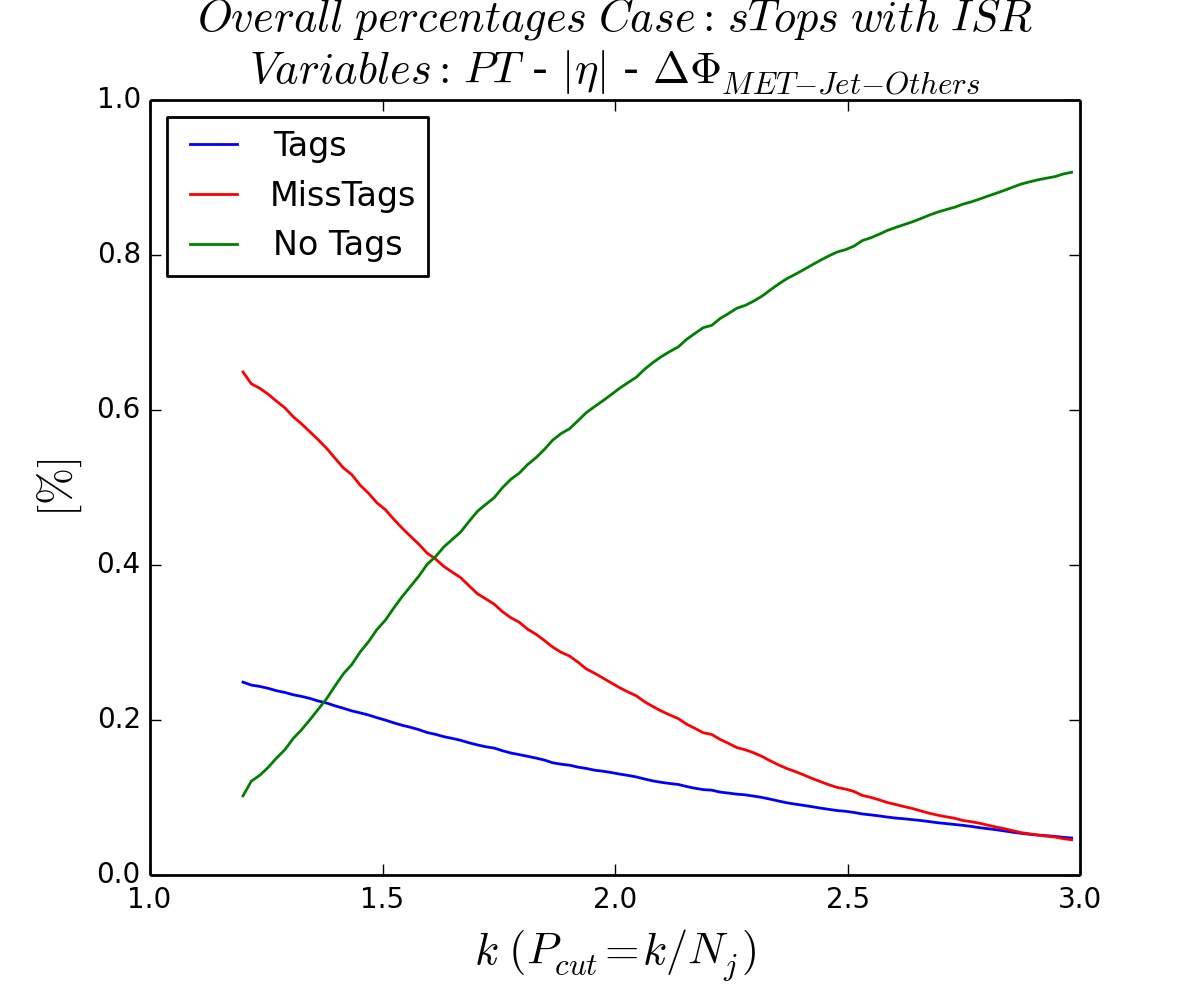 Overall percentages Case: sTops with ISR
Variables: PT - |η| - ΔΦ_{MET−Jet−Others}
1.0
0.8
0.6
0.4
0.2
0.0
[%]
Tags
MissTags
No Tags
1.0 1.5 2.0 2.5 3.0
k (P_{cut}=k/N_j)